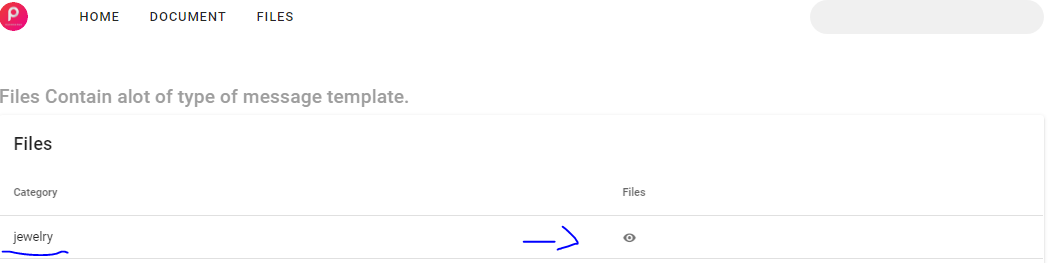 HOME DOCUMENT FILES
Files Contain alot of type of message template.
Files
Category Files
jewelry